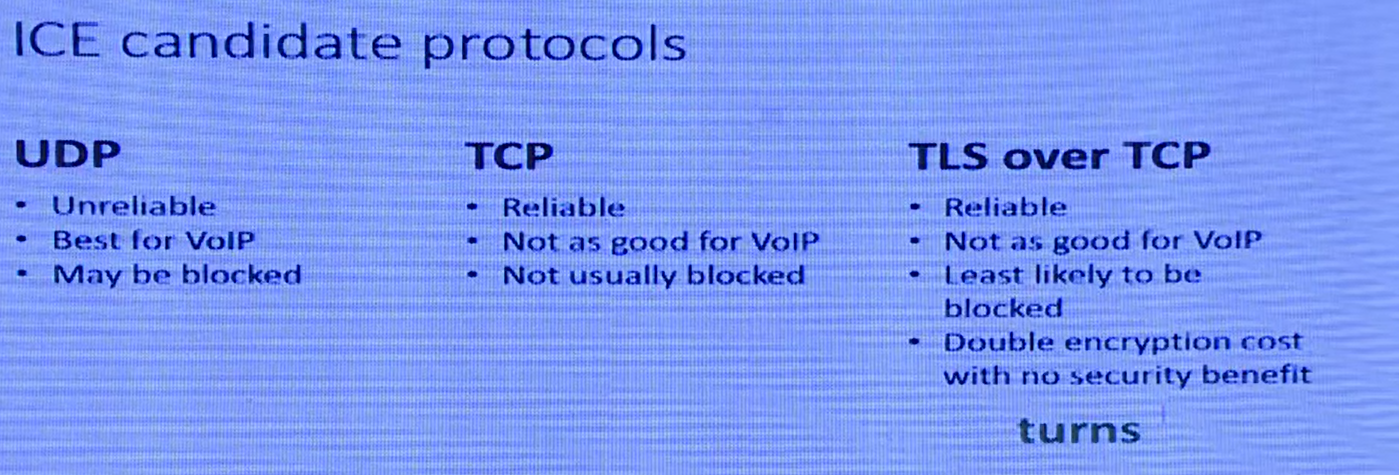 ICE candidate protocols
UDP
• Unreliable
• Best for VoIP
• May be blocked
TCP
• Reliable
• Not as good for VoIP
• Not usually blocked
TLS over TCP
• Reliable
• Not as good for VoIP
• Least likely to be
blocked
• Double encryption cost
with no security benefit
turns